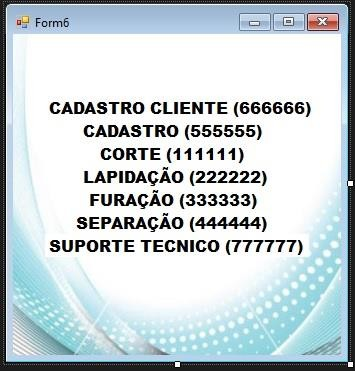 Form6
CADASTRO CLIENTE (666666)
CADASTRO (555555)
CORTE (111111)
LAPIDAÇÃO (222222)
FURAÇÃO (333333)
SEPARAÇÃO (444444)
SUPORTE TECNICO (777777)